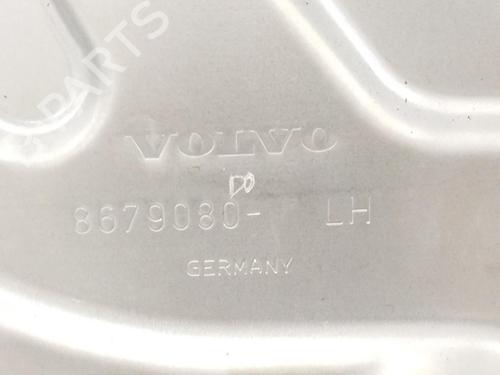 PARTS
VOLVO
DO
8679080- LH
GERMANY